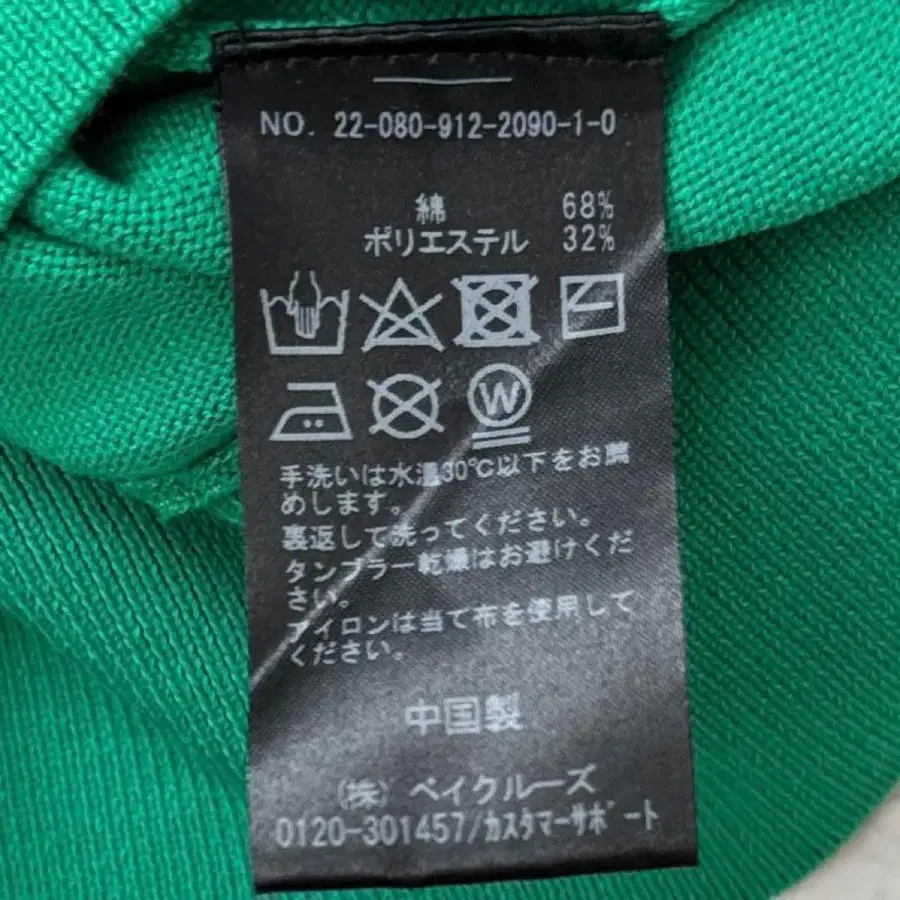 NO. 22-080-912-2090-1-0
綿 68%
ポリエステル 32%
W
手洗いは水温30℃以下をお薦
めします。
裏返して洗ってください。
タンブラー乾燥はお避けくだ
さい。
アイロンは当て布を使用して
ください。
中国製
(株) ベイクルーズ
0120-301457/カスタマーサポート